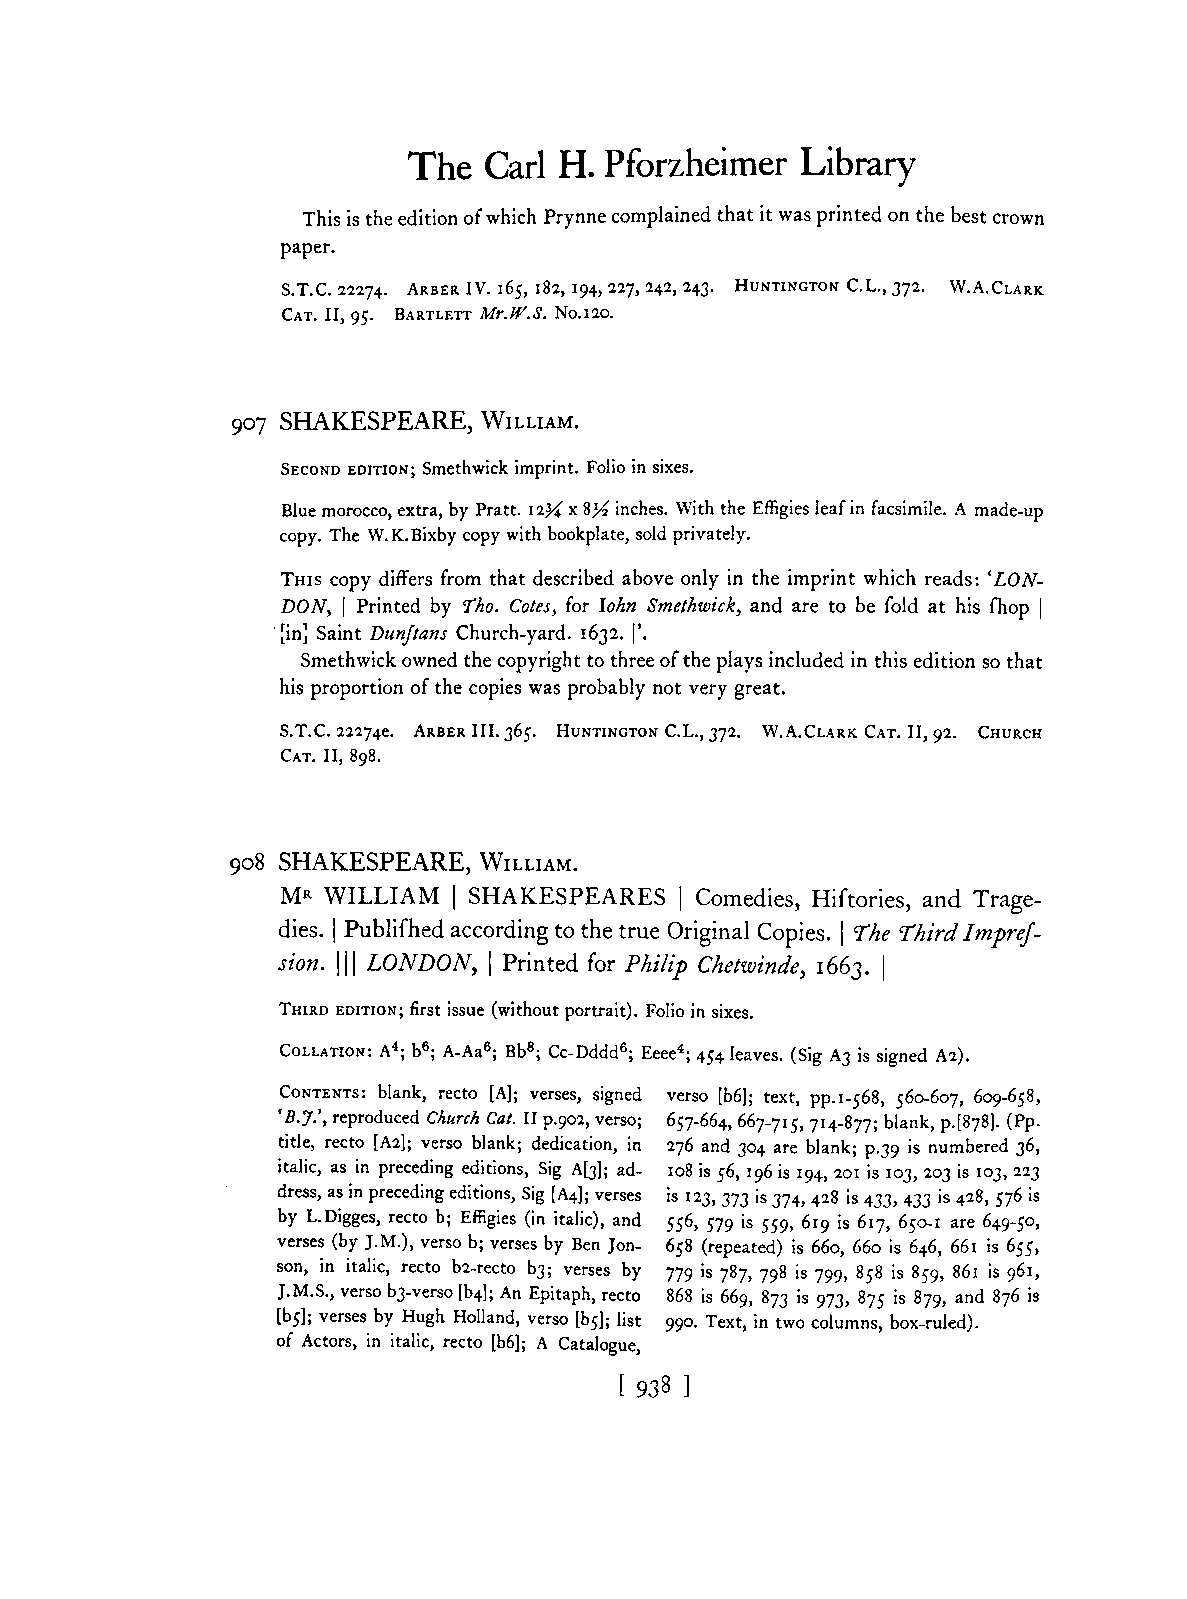 The Carl H. Pforzheimer Library
This is the edition of which Prynne complained that it was printed on the best crown
paper.
S.T.C. 22274. ARBER IV. 165, 182, 194, 227, 242, 243. HUNTINGTON C.L., 372. W.A.CLARK
CAT. II, 95. BARTLETT Mr.W.S. No.120.
907 SHAKESPEARE, WILLIAM.
SECOND EDITION; Smethwick imprint. Folio in sixes.
Blue morocco, extra, by Pratt. 12¾ x 8½ inches. With the Effigies leaf in facsimile. A made-up
copy. The W.K.Bixby copy with bookplate, sold privately.
THIS copy differs from that described above only in the imprint which reads: ‘LON-
DON, | Printed by Tho. Cotes, for Iohn Smethwick, and are to be ſold at his ſhop |
[in] Saint Dunſtans Church-yard. 1632. |’.
Smethwick owned the copyright to three of the plays included in this edition so that
his proportion of the copies was probably not very great.
S.T.C. 22274e. ARBER III. 365. HUNTINGTON C.L., 372. W.A.CLARK CAT. II, 92. CHURCH
CAT. II, 898.
908 SHAKESPEARE, WILLIAM.
MR WILLIAM | SHAKESPEARES | Comedies, Hiſtories, and Trage-
dies. | Publiſhed according to the true Original Copies. | The Third Impreſ-
sion. ||| LONDON, | Printed for Philip Chetwinde, 1663. |
THIRD EDITION; first issue (without portrait). Folio in sixes.
COLLATION: A⁴; b⁶; A-Aa⁶; Bb⁸; Cc-Dddd⁶; Eeee⁴; 454 leaves. (Sig A3 is signed A2).
CONTENTS: blank, recto [A]; verses, signed
‘B.J.’, reproduced Church Cat. II p.902, verso;
title, recto [A2]; verso blank; dedication, in
italic, as in preceding editions, Sig A[3]; ad-
dress, as in preceding editions, Sig [A4]; verses
by L.Digges, recto b; Effigies (in italic), and
verses (by J.M.), verso b; verses by Ben Jon-
son, in italic, recto b2-recto b3; verses by
J.M.S., verso b3-verso [b4]; An Epitaph, recto
[b5]; verses by Hugh Holland, verso [b5]; list
of Actors, in italic, recto [b6]; A Catalogue,
verso [b6]; text, pp.1-568, 560-607, 609-658,
657-664, 667-715, 714-877; blank, p.[878]. (Pp.
276 and 304 are blank; p.39 is numbered 36,
108 is 56, 196 is 194, 201 is 103, 203 is 103, 223
is 123, 373 is 374, 428 is 433, 433 is 428, 576 is
556, 579 is 559, 619 is 617, 650-1 are 649-50,
658 (repeated) is 660, 660 is 646, 661 is 655,
779 is 787, 798 is 799, 858 is 859, 861 is 961,
868 is 669, 873 is 973, 875 is 879, and 876 is
990. Text, in two columns, box-ruled).
[ 938 ]